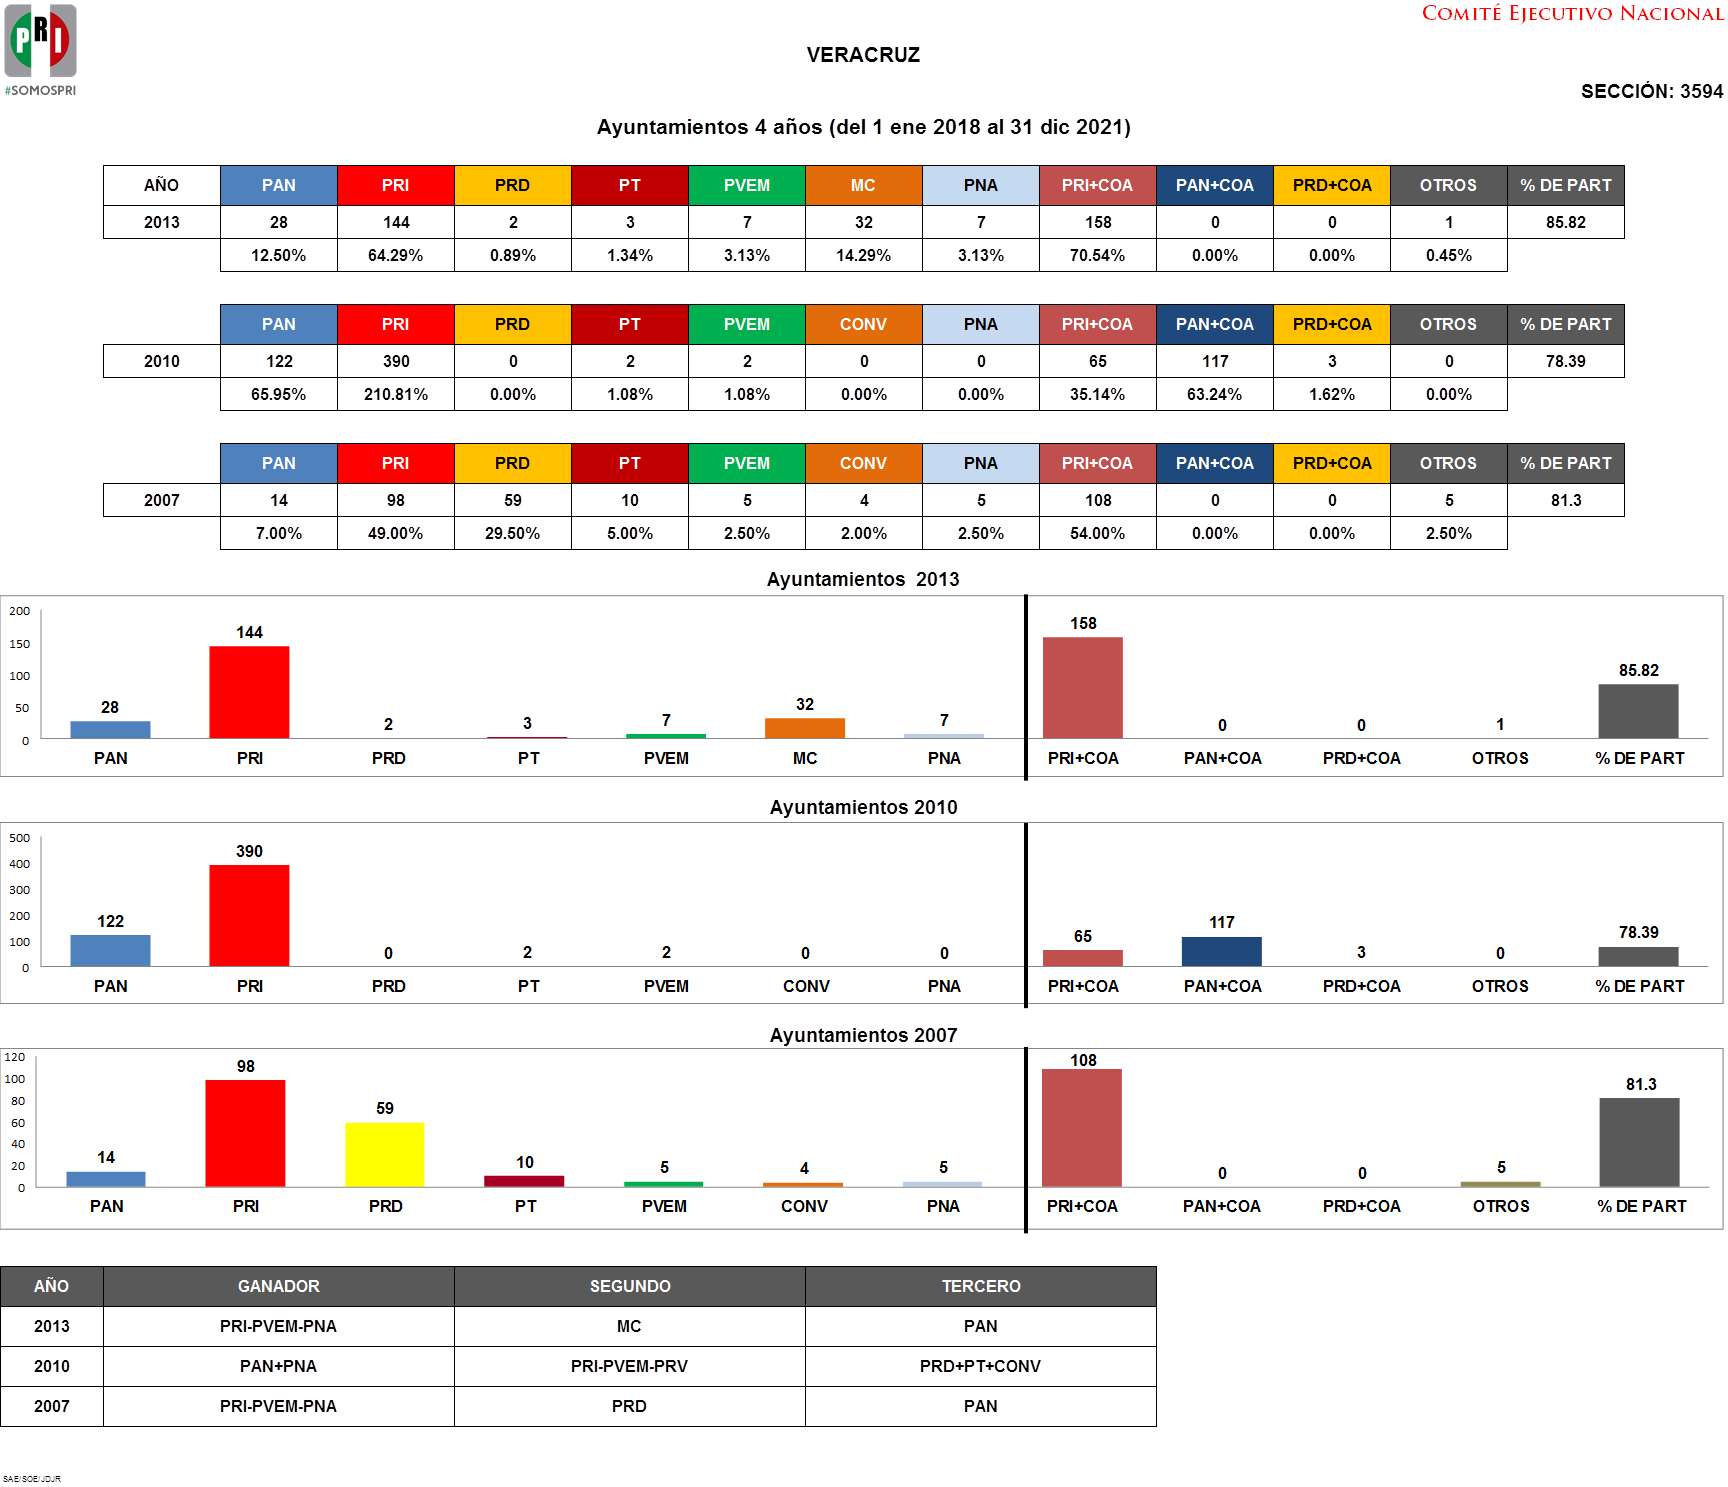 PRI
#SOMOSPRI
COMITÉ EJECUTIVO NACIONAL
VERACRUZ
SECCIÓN: 3594
Ayuntamientos 4 años (del 1 ene 2018 al 31 dic 2021)
AÑO PAN PRI PRD PT PVEM MC PNA PRI+COA PAN+COA PRD+COA OTROS % DE PART
2013 28 144 2 3 7 32 7 158 0 0 1 85.82
12.50% 64.29% 0.89% 1.34% 3.13% 14.29% 3.13% 70.54% 0.00% 0.00% 0.45%
PAN PRI PRD PT PVEM CONV PNA PRI+COA PAN+COA PRD+COA OTROS % DE PART
2010 122 390 0 2 2 0 0 65 117 3 0 78.39
65.95% 210.81% 0.00% 1.08% 1.08% 0.00% 0.00% 35.14% 63.24% 1.62% 0.00%
PAN PRI PRD PT PVEM CONV PNA PRI+COA PAN+COA PRD+COA OTROS % DE PART
2007 14 98 59 10 5 4 5 108 0 0 5 81.3
7.00% 49.00% 29.50% 5.00% 2.50% 2.00% 2.50% 54.00% 0.00% 0.00% 2.50%
Ayuntamientos 2013
200
150
100
50
0
28 144 2 3 7 32 7 158 0 0 1 85.82
PAN PRI PRD PT PVEM MC PNA PRI+COA PAN+COA PRD+COA OTROS % DE PART
Ayuntamientos 2010
500
400
300
200
100
0
122 390 0 2 2 0 0 65 117 3 0 78.39
PAN PRI PRD PT PVEM CONV PNA PRI+COA PAN+COA PRD+COA OTROS % DE PART
Ayuntamientos 2007
120
100
80
60
40
20
0
14 98 59 10 5 4 5 108 0 0 5 81.3
PAN PRI PRD PT PVEM CONV PNA PRI+COA PAN+COA PRD+COA OTROS % DE PART
AÑO GANADOR SEGUNDO TERCERO
2013 PRI-PVEM-PNA MC PAN
2010 PAN+PNA PRI-PVEM-PRV PRD+PT+CONV
2007 PRI-PVEM-PNA PRD PAN
SAE/SOE/JDJR